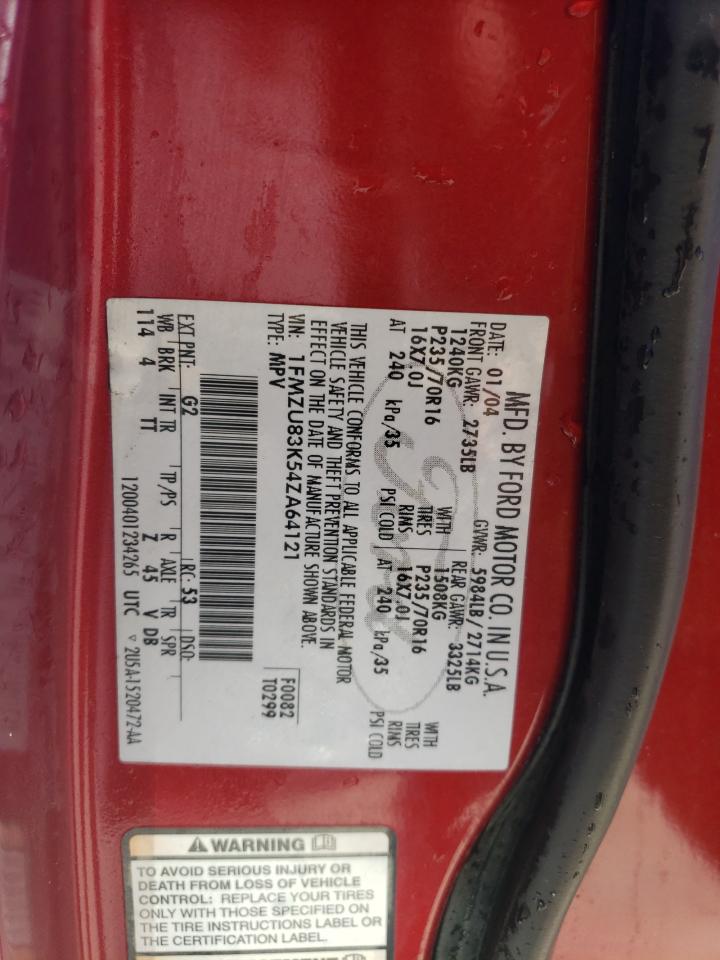 MFD. BY FORD MOTOR CO. IN U.S.A.
DATE: 01/04 GVWR: 5984LB/2714KG
FRONT GAWR: 2735LB REAR GAWR: 3325LB
1240KG WITH 1508KG WITH
P235/70R16 TIRES P235/70R16 TIRES
16X7.0J RIMS 16X7.0J RIMS
AT 240 kPa/35 PSI COLD AT 240 kPa/35 PSI COLD
THIS VEHICLE CONFORMS TO ALL APPLICABLE FEDERAL MOTOR
VEHICLE SAFETY AND THEFT PREVENTION STANDARDS IN
EFFECT ON THE DATE OF MANUFACTURE SHOWN ABOVE.
VIN: 1FMZU83K54ZA64121 F0082
TYPE: MPV T0299
EXT PNT: G2 RC: 53 DSO:
WB BRK INT TR TP/PS R AXLE TR SPR
114 4 TT Z 45 V DB
1200401234265 UTC ▽ 2U5A-1520472-AA
WARNING
TO AVOID SERIOUS INJURY OR
DEATH FROM LOSS OF VEHICLE
CONTROL: REPLACE YOUR TIRES
ONLY WITH THOSE SPECIFIED ON
THE TIRE INSTRUCTIONS LABEL OR
THE CERTIFICATION LABEL.